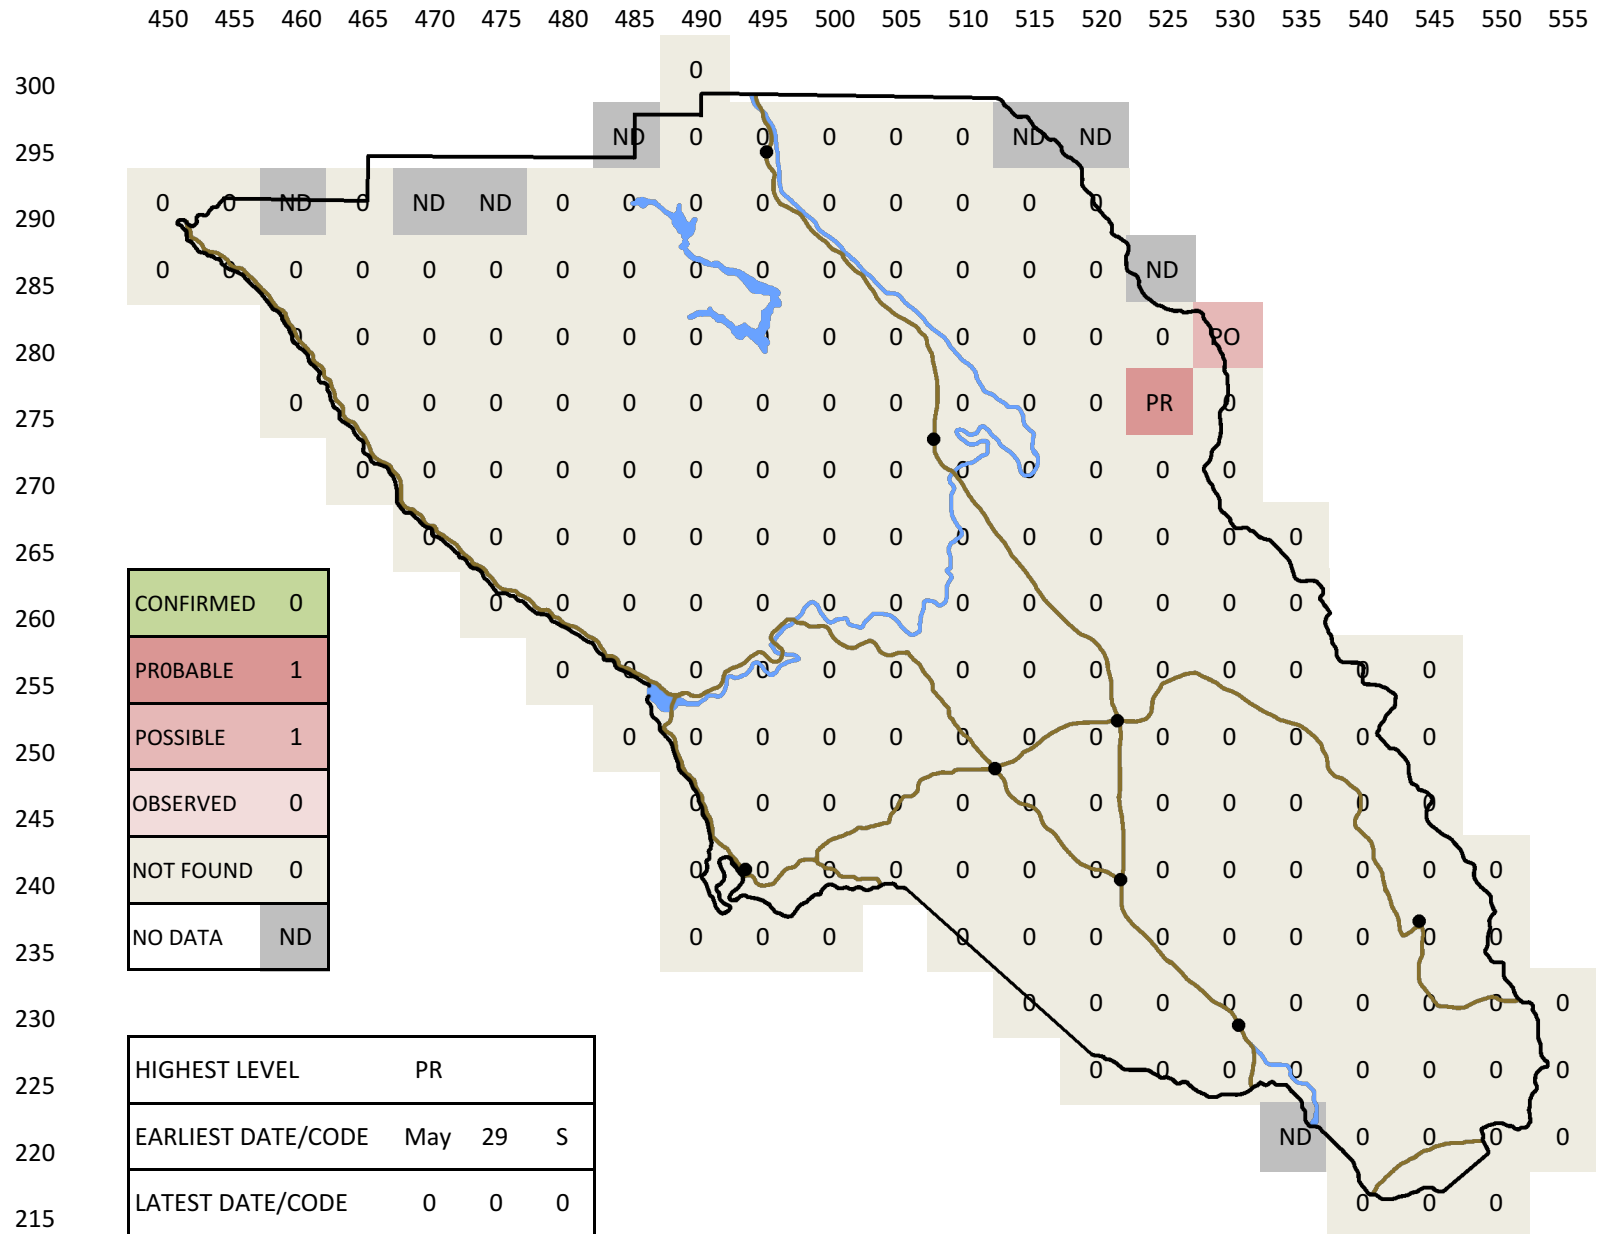 450 455 460 465 470 475 480 485 490 495 500 505 510 515 520 525 530 535 540 545 550 555
300 0
295 ND 0 0 0 0 0 ND ND
290 0 0 ND 0 ND ND 0 0 0 0 0 0 0 0 0
285 0 0 0 0 0 0 0 0 0 0 0 0 0 0 0 ND
280 0 0 0 0 0 0 0 0 0 0 0 0 0 0 PO
275 0 0 0 0 0 0 0 0 0 0 0 0 0 PR 0
270 0 0 0 0 0 0 0 0 0 0 0 0 0 0
265 0 0 0 0 0 0 0 0 0 0 0 0 0 0
260 CONFIRMED 0 0 0 0 0 0 0 0 0 0 0 0 0 0
255 PR0BABLE 1 0 0 0 0 0 0 0 0 0 0 0 0 0 0
250 POSSIBLE 1 0 0 0 0 0 0 0 0 0 0 0 0 0
245 OBSERVED 0 0 0 0 0 0 0 0 0 0 0 0 0
240 NOT FOUND 0 0 0 0 0 0 0 0 0 0 0 0 0 0
235 NO DATA ND 0 0 0 0 0 0 0 0 0 0 0 0
230 0 0 0 0 0 0 0 0 0
225 HIGHEST LEVEL PR 0 0 0 0 0 0 0 0
220 EARLIEST DATE/CODE May 29 S ND 0 0 0 0
215 LATEST DATE/CODE 0 0 0 0 0 0